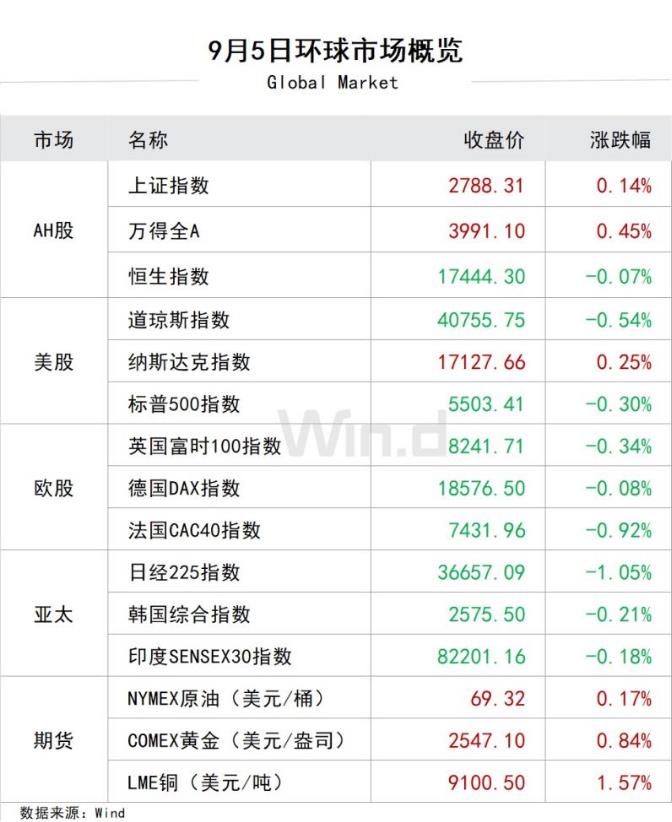 9月5日环球市场概览
Global Market
市场 名称 收盘价 涨跌幅
AH股 上证指数 2788.31 0.14%
万得全A 3991.10 0.45%
恒生指数 17444.30 -0.07%
美股 道琼斯指数 40755.75 -0.54%
纳斯达克指数 17127.66 0.25%
标普500指数 5503.41 -0.30%
Win.d
欧股 英国富时100指数 8241.71 -0.34%
德国DAX指数 18576.50 -0.08%
法国CAC40指数 7431.96 -0.92%
亚太 日经225指数 36657.09 -1.05%
韩国综合指数 2575.50 -0.21%
印度SENSEX30指数 82201.16 -0.18%
期货 NYMEX原油（美元/桶） 69.32 0.17%
COMEX黄金（美元/盎司） 2547.10 0.84%
LME铜（美元/吨） 9100.50 1.57%
数据来源：Wind